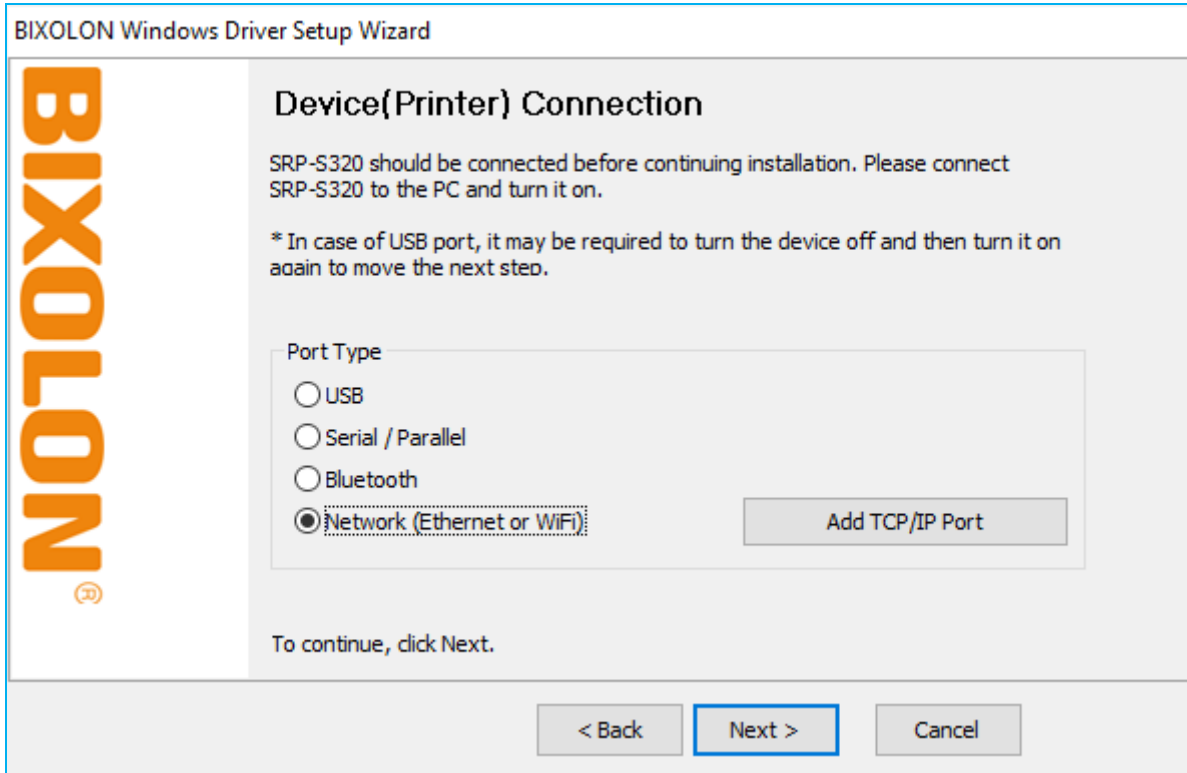 BIXOLON Windows Driver Setup Wizard
BIXOLON®
Device(Printer) Connection
SRP-S320 should be connected before continuing installation. Please connect
SRP-S320 to the PC and turn it on.
* In case of USB port, it may be required to turn the device off and then turn it on
again to move the next step.
Port Type
USB
Serial / Parallel
Bluetooth
Network (Ethernet or WiFi)
Add TCP/IP Port
To continue, click Next.
< Back
Next >
Cancel